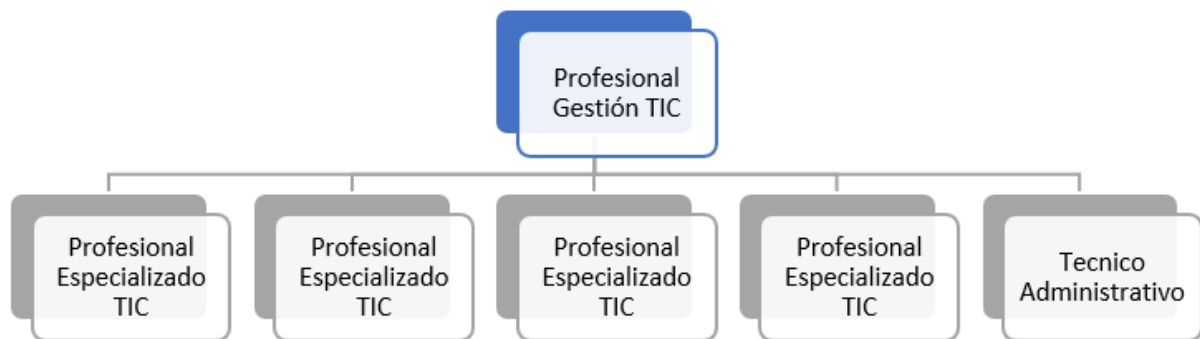 Profesional
Gestión TIC
Profesional
Especializado
TIC
Profesional
Especializado
TIC
Profesional
Especializado
TIC
Profesional
Especializado
TIC
Tecnico
Administrativo